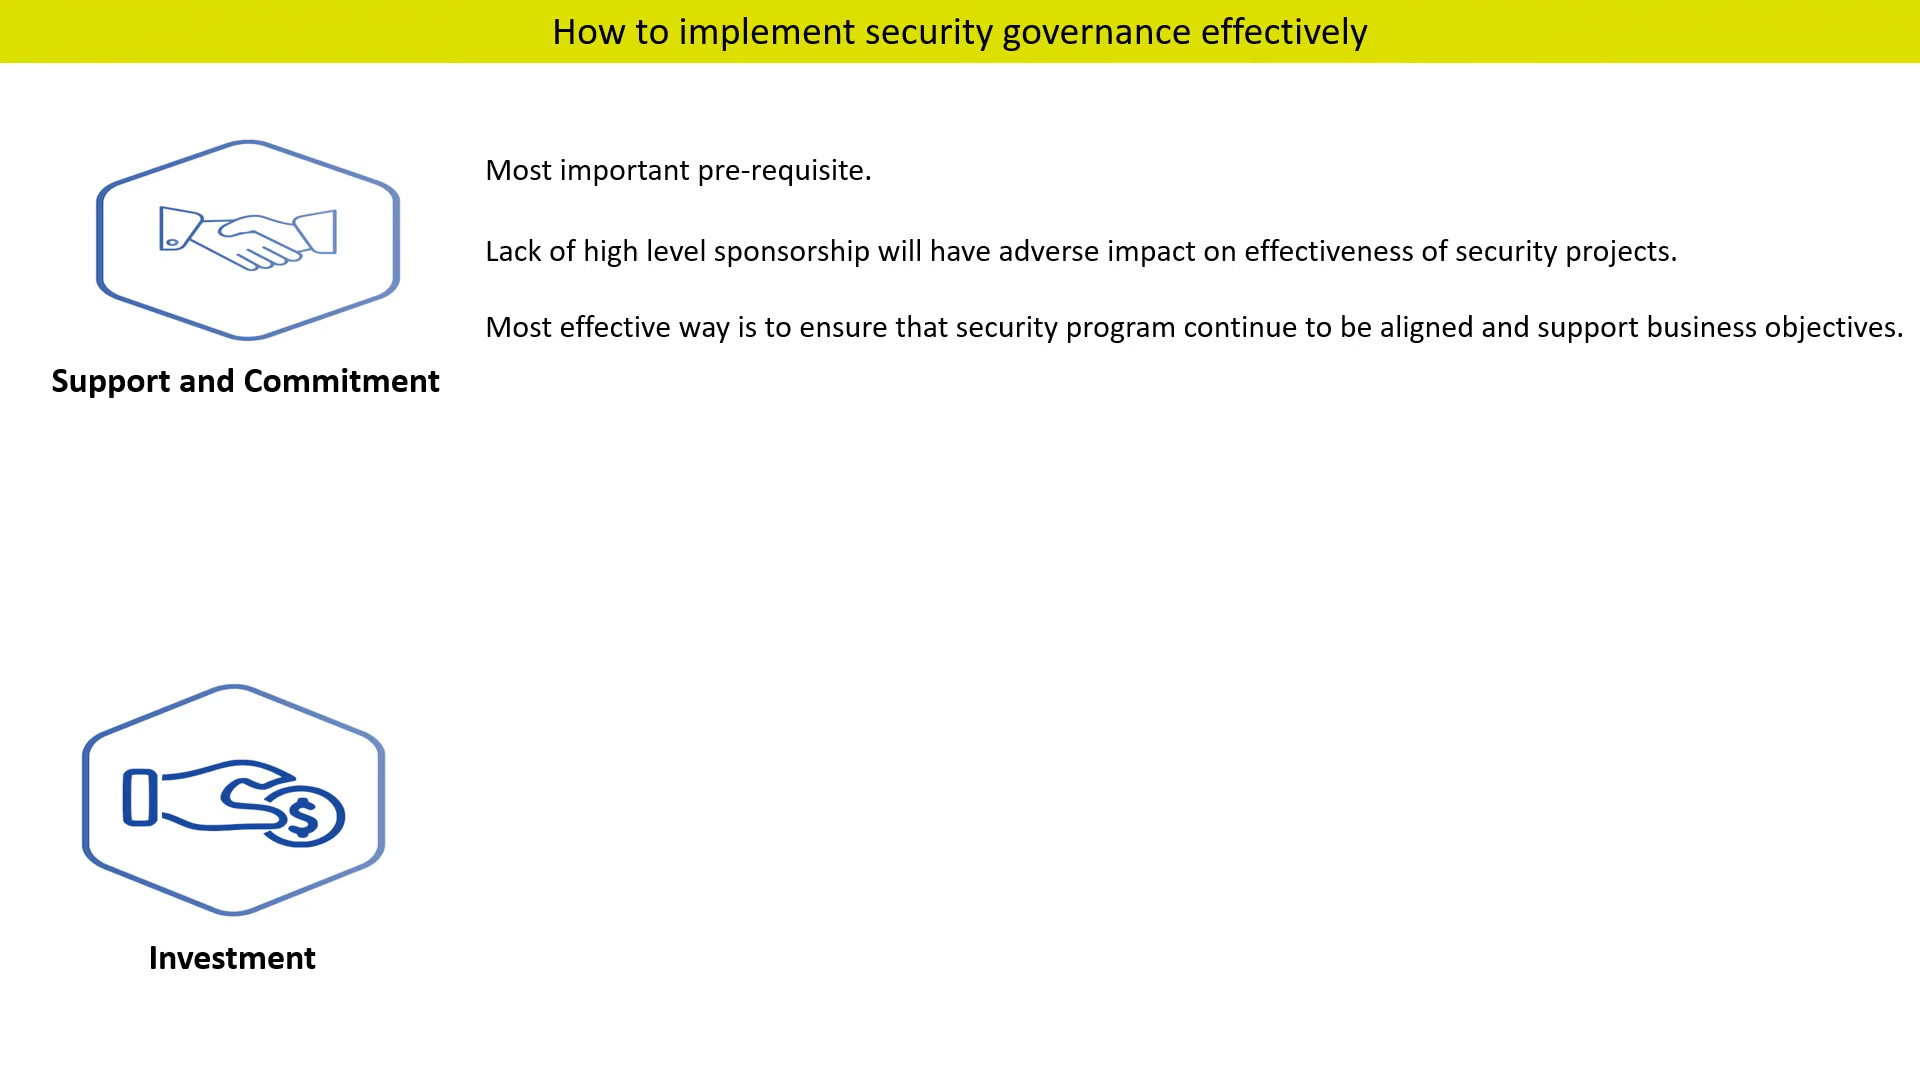 How to implement security governance effectively
Most important pre-requisite.
Lack of high level sponsorship will have adverse impact on effectiveness of security projects.
Most effective way is to ensure that security program continue to be aligned and support business objectives.
Support and Commitment
$
Investment